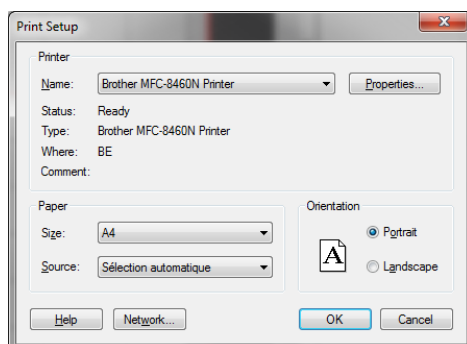 Print Setup
Printer
Name: Brother MFC-8460N Printer Properties...
Status: Ready
Type: Brother MFC-8460N Printer
Where: BE
Comment:
Paper Orientation
Size: A4 A Portrait
Source: Sélection automatique Landscape
Help Network... OK Cancel